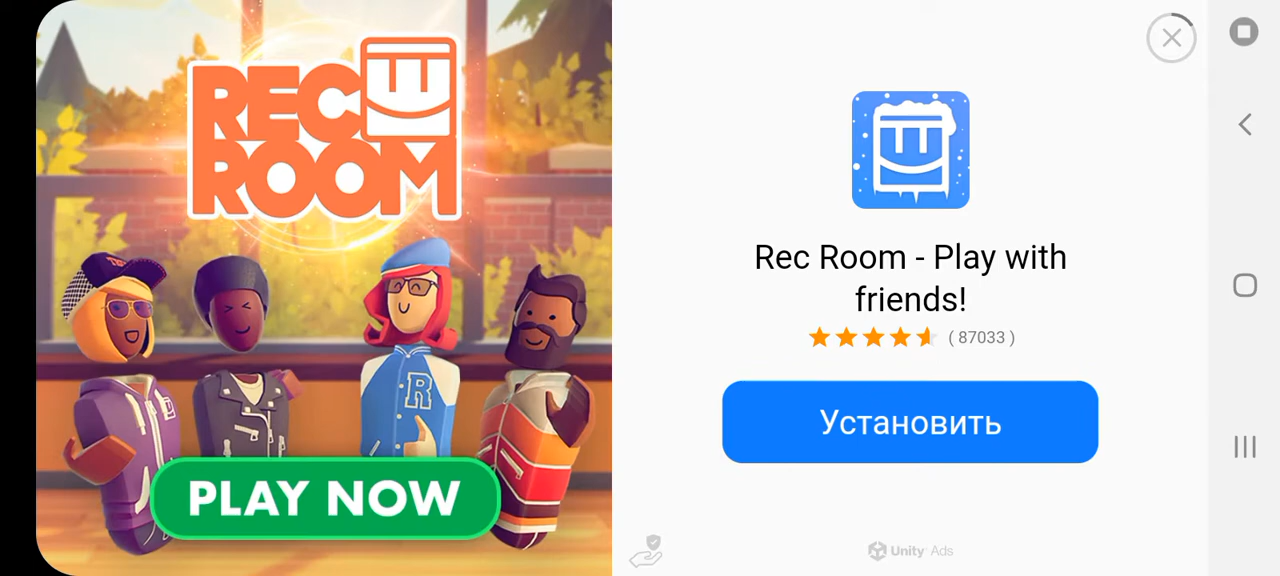 REC
ROOM
PLAY NOW
Rec Room - Play with
friends!
( 87033 )
Установить
Unity Ads
R